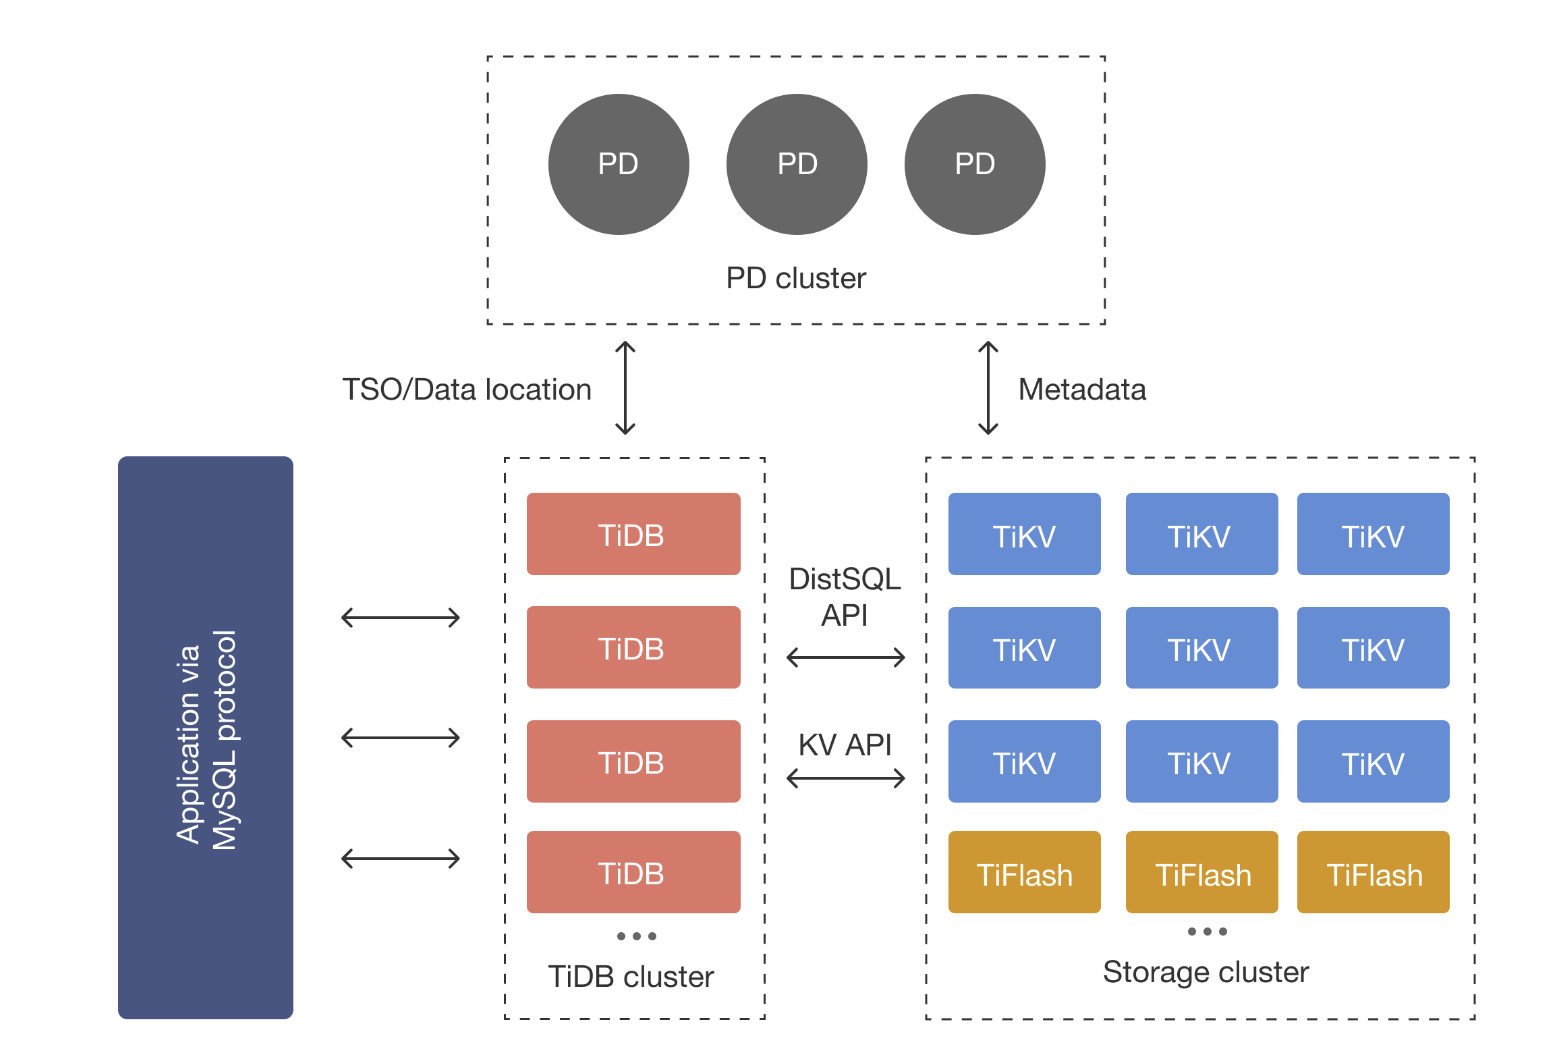 PD
PD
PD
PD cluster
TSO/Data location
Metadata
Application via
MySQL protocol
TiDB
TiDB
TiDB
TiDB
TiDB cluster
DistSQL
API
KV API
TiKV
TiKV
TiKV
TiKV
TiKV
TiKV
TiKV
TiKV
TiKV
TiFlash
TiFlash
TiFlash
Storage cluster